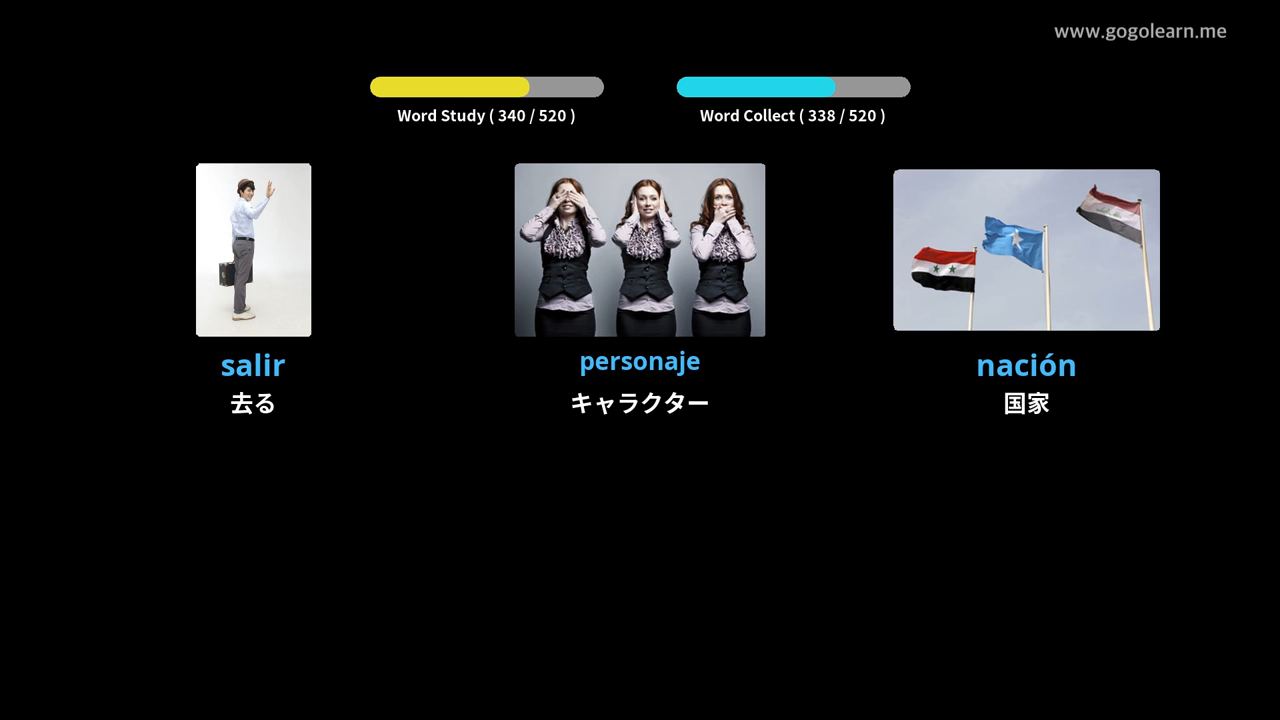 www.gogolearn.me
Word Study ( 340 / 520 )
Word Collect ( 338 / 520 )
salir
去る
personaje
キャラクター
nación
国家